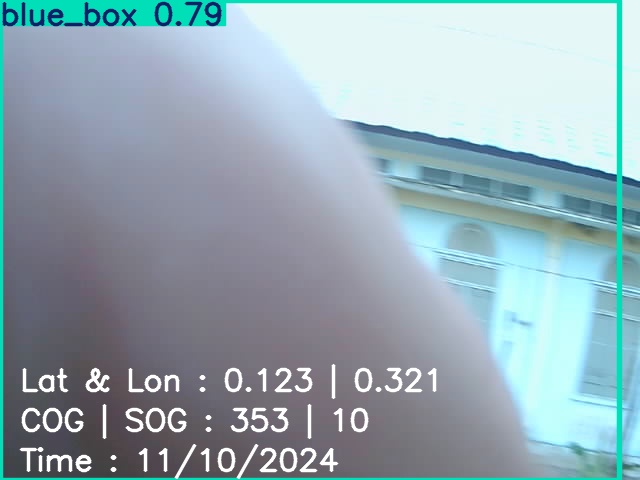 blue_box 0.79
Lat & Lon : 0.123 | 0.321
COG | SOG : 353 | 10
Time : 11/10/2024